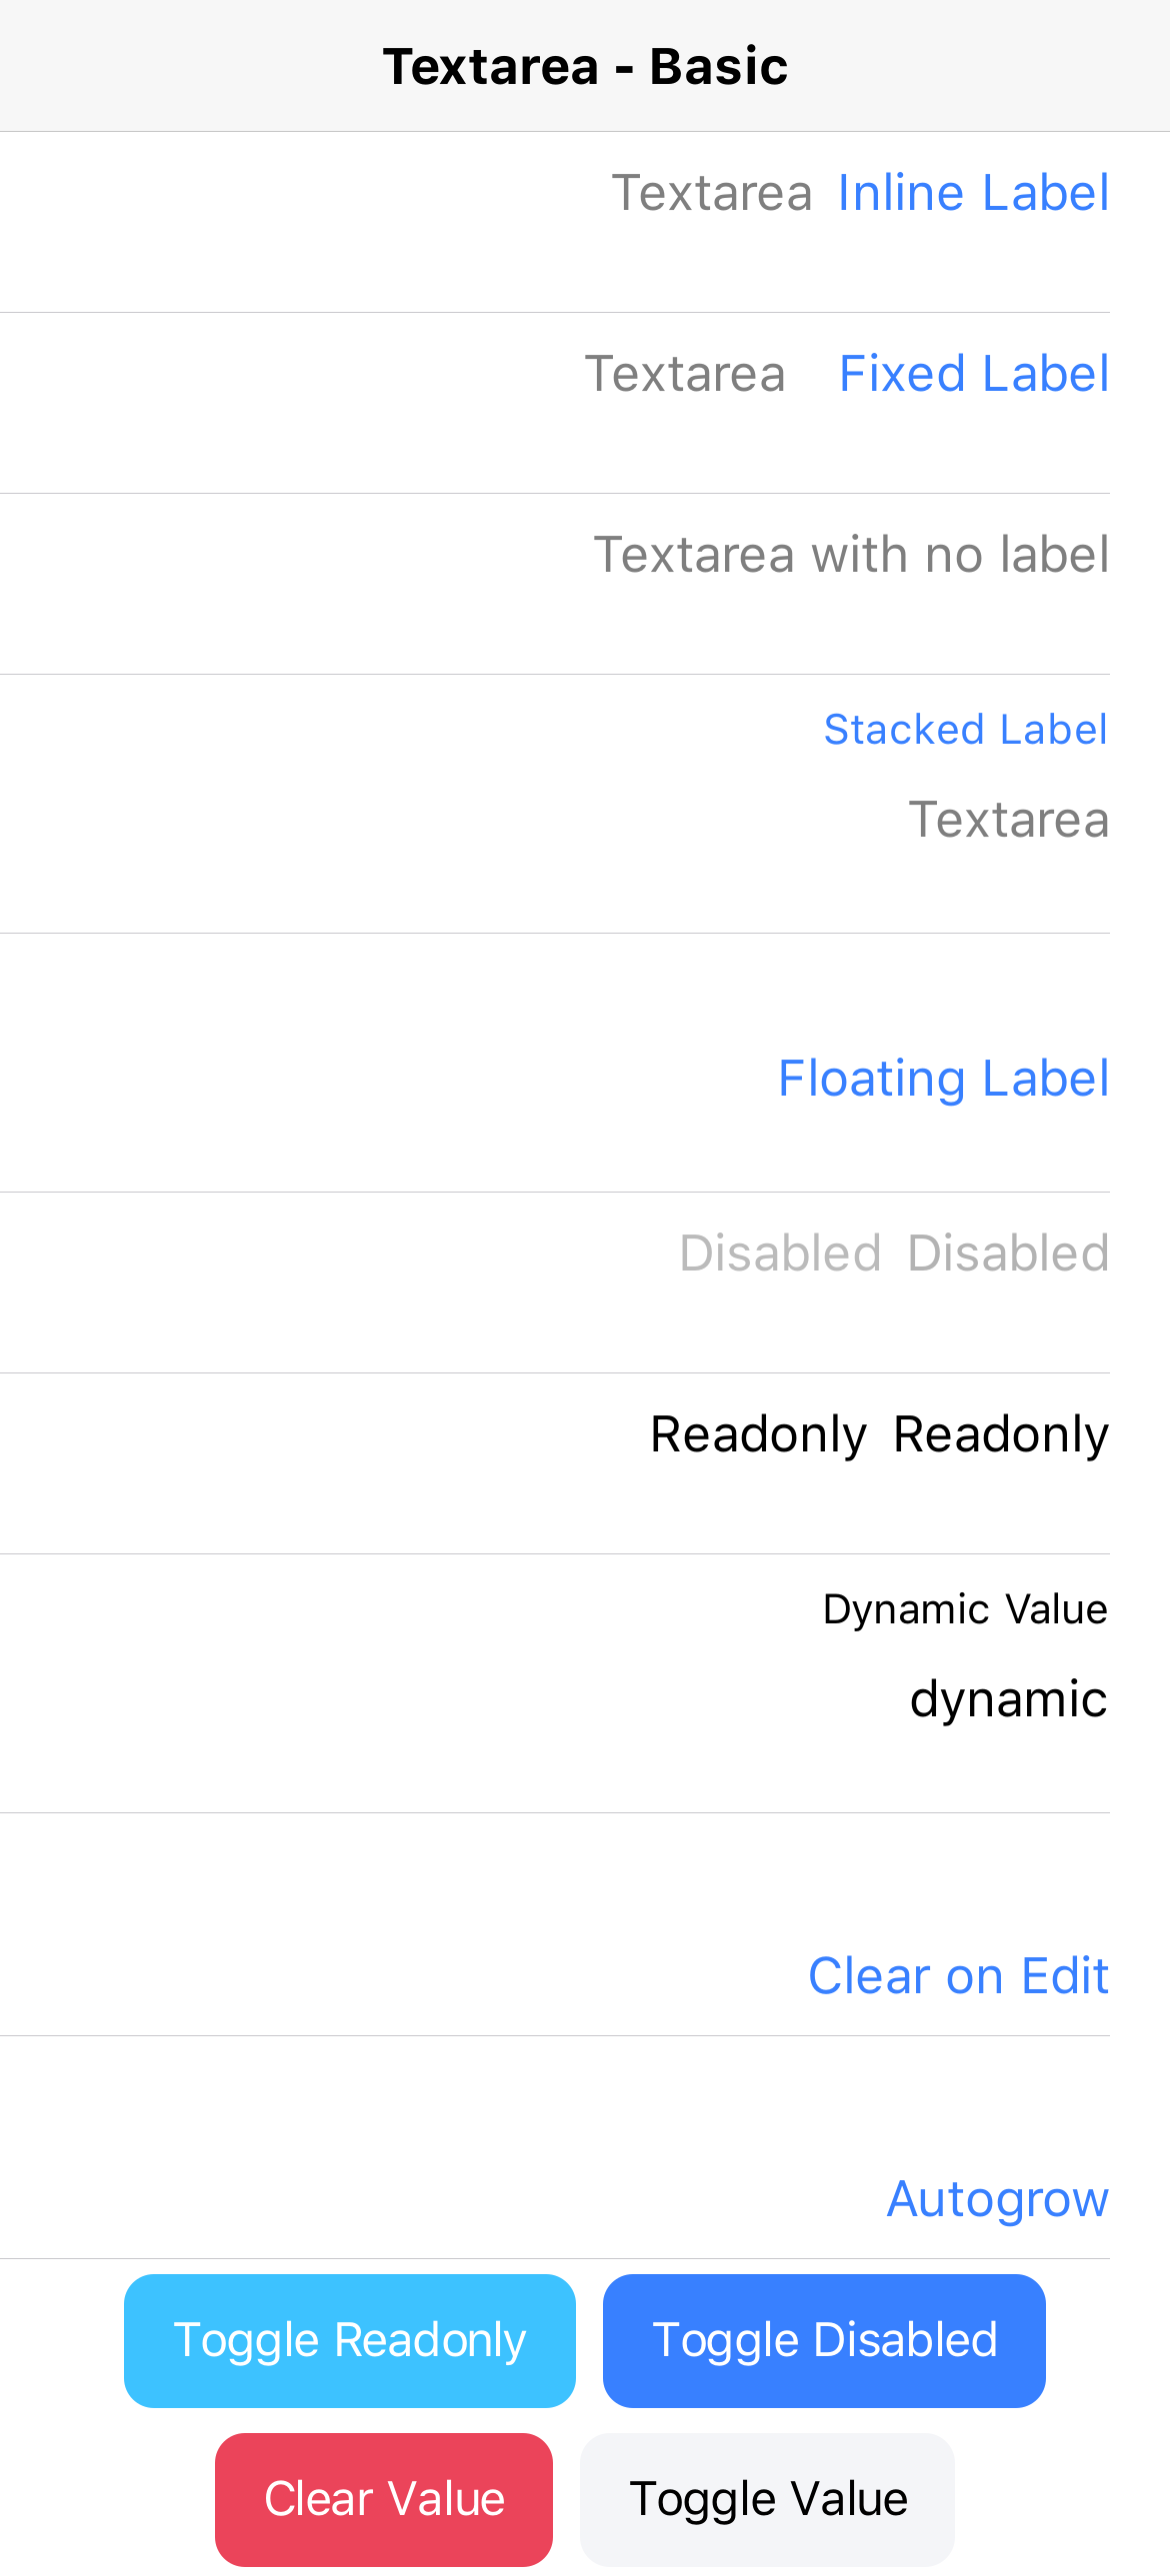 Textarea - Basic
Textarea Inline Label
Textarea Fixed Label
Textarea with no label
Stacked Label
Textarea
Floating Label
Disabled Disabled
Readonly Readonly
Dynamic Value
dynamic
Clear on Edit
Autogrow
Toggle Readonly Toggle Disabled
Clear Value Toggle Value